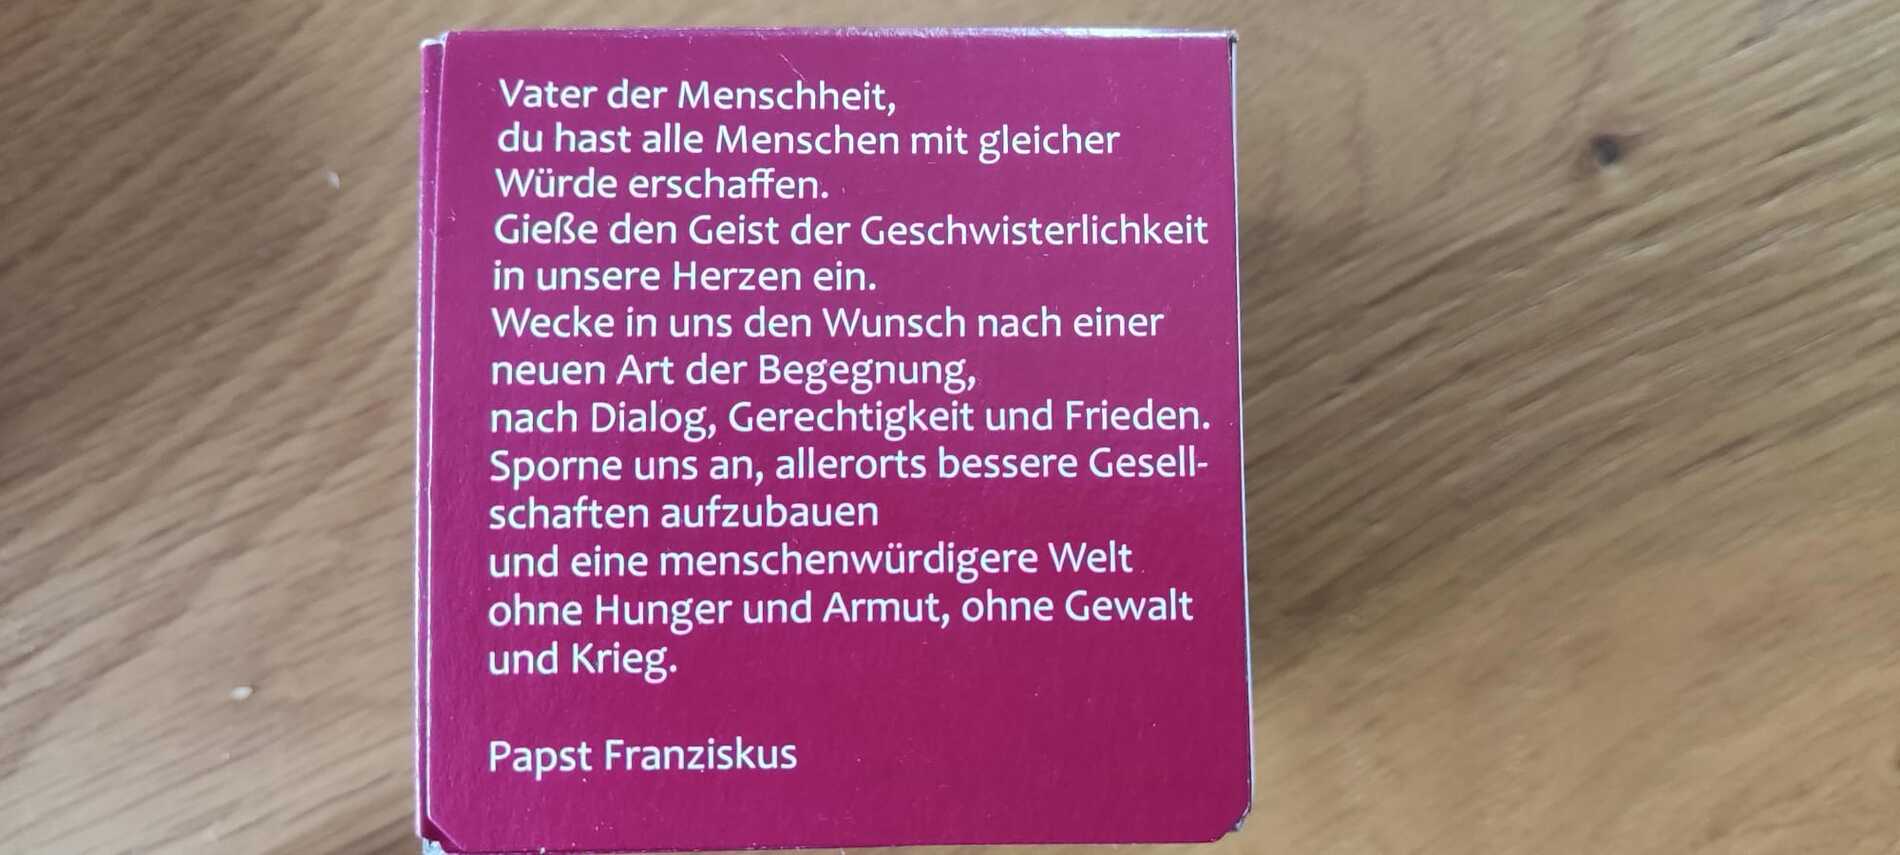 Vater der Menschheit,
du hast alle Menschen mit gleicher
Würde erschaffen.
Gieße den Geist der Geschwisterlichkeit
in unsere Herzen ein.
Wecke in uns den Wunsch nach einer
neuen Art der Begegnung,
nach Dialog, Gerechtigkeit und Frieden.
Sporne uns an, allerorts bessere Gesell-
schaften aufzubauen
und eine menschenwürdigere Welt
ohne Hunger und Armut, ohne Gewalt
und Krieg.
Papst Franziskus